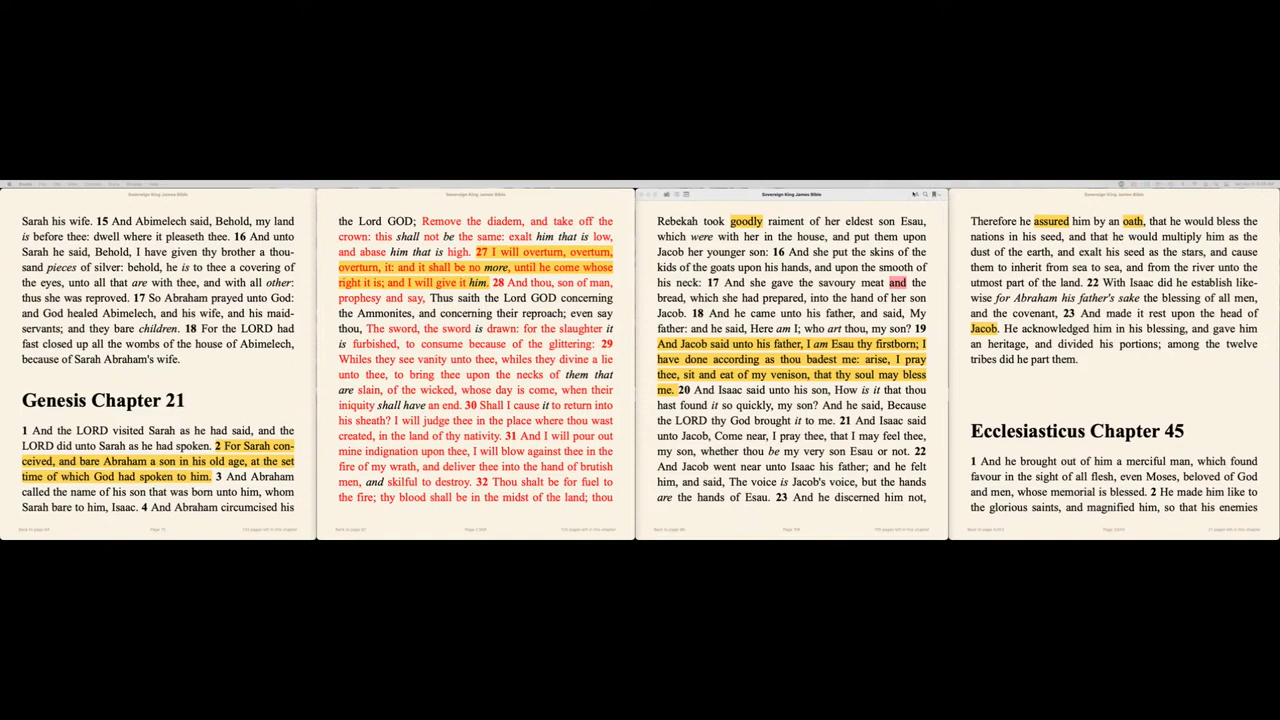 Sovereign King James Bible
Sarah his wife. 15 And Abimelech said, Behold, my land
is before thee: dwell where it pleaseth thee. 16 And unto
Sarah he said, Behold, I have given thy brother a thou-
sand pieces of silver: behold, he is to thee a covering of
the eyes, unto all that are with thee, and with all other:
thus she was reproved. 17 So Abraham prayed unto God:
and God healed Abimelech, and his wife, and his maid-
servants; and they bare children. 18 For the LORD had
fast closed up all the wombs of the house of Abimelech,
because of Sarah Abraham's wife.
Genesis Chapter 21
1 And the LORD visited Sarah as he had said, and the
LORD did unto Sarah as he had spoken. 2 For Sarah con-
ceived, and bare Abraham a son in his old age, at the set
time of which God had spoken to him. 3 And Abraham
called the name of his son that was born unto him, whom
Sarah bare to him, Isaac. 4 And Abraham circumcised his
Sovereign King James Bible
the Lord GOD; Remove the diadem, and take off the
crown: this shall not be the same: exalt him that is low,
and abase him that is high. 27 I will overturn, overturn,
overturn, it: and it shall be no more, until he come whose
right it is; and I will give it him. 28 And thou, son of man,
prophesy and say, Thus saith the Lord GOD concerning
the Ammonites, and concerning their reproach; even say
thou, The sword, the sword is drawn: for the slaughter it
is furbished, to consume because of the glittering: 29
Whiles they see vanity unto thee, whiles they divine a lie
unto thee, to bring thee upon the necks of them that
are slain, of the wicked, whose day is come, when their
iniquity shall have an end. 30 Shall I cause it to return into
his sheath? I will judge thee in the place where thou wast
created, in the land of thy nativity. 31 And I will pour out
mine indignation upon thee, I will blow against thee in the
fire of my wrath, and deliver thee into the hand of brutish
men, and skilful to destroy. 32 Thou shalt be for fuel to
the fire; thy blood shall be in the midst of the land; thou
Sovereign King James Bible
Rebekah took goodly raiment of her eldest son Esau,
which were with her in the house, and put them upon
Jacob her younger son: 16 And she put the skins of the
kids of the goats upon his hands, and upon the smooth of
his neck: 17 And she gave the savoury meat and the
bread, which she had prepared, into the hand of her son
Jacob. 18 And he came unto his father, and said, My
father: and he said, Here am I; who art thou, my son? 19
And Jacob said unto his father, I am Esau thy firstborn; I
have done according as thou badest me: arise, I pray
thee, sit and eat of my venison, that thy soul may bless
me. 20 And Isaac said unto his son, How is it that thou
hast found it so quickly, my son? And he said, Because
the LORD thy God brought it to me. 21 And Isaac said
unto Jacob, Come near, I pray thee, that I may feel thee,
my son, whether thou be my very son Esau or not. 22
And Jacob went near unto Isaac his father; and he felt
him, and said, The voice is Jacob's voice, but the hands
are the hands of Esau. 23 And he discerned him not,
Sovereign King James Bible
Therefore he assured him by an oath, that he would bless the
nations in his seed, and that he would multiply him as the
dust of the earth, and exalt his seed as the stars, and cause
them to inherit from sea to sea, and from the river unto the
utmost part of the land. 22 With Isaac did he establish like-
wise for Abraham his father's sake the blessing of all men,
and the covenant, 23 And made it rest upon the head of
Jacob. He acknowledged him in his blessing, and gave him
an heritage, and divided his portions; among the twelve
tribes did he part them.
Ecclesiasticus Chapter 45
1 And he brought out of him a merciful man, which found
favour in the sight of all flesh, even Moses, beloved of God
and men, whose memorial is blessed. 2 He made him like to
the glorious saints, and magnified him, so that his enemies